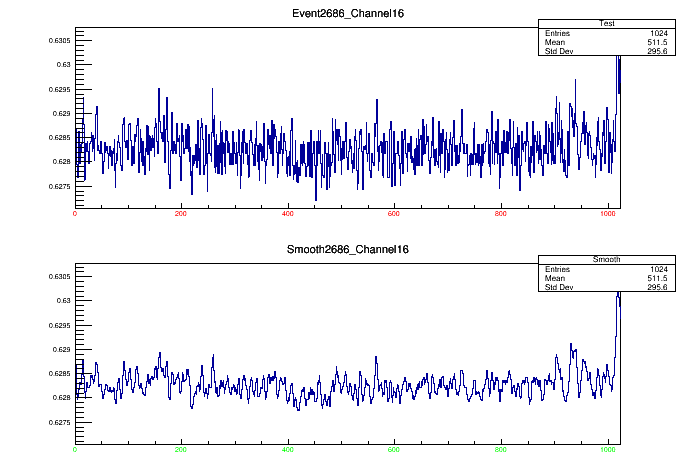 Event2686_Channel16
Test
Entries 1024
Mean 511.5
Std Dev 295.6
0.6305
0.63
0.6295
0.629
0.6285
0.628
0.6275
0 200 400 600 800 1000
Smooth2686_Channel16
Smooth
Entries 1024
Mean 511.5
Std Dev 295.6
0.6305
0.63
0.6295
0.629
0.6285
0.628
0.6275
0 200 400 600 800 1000